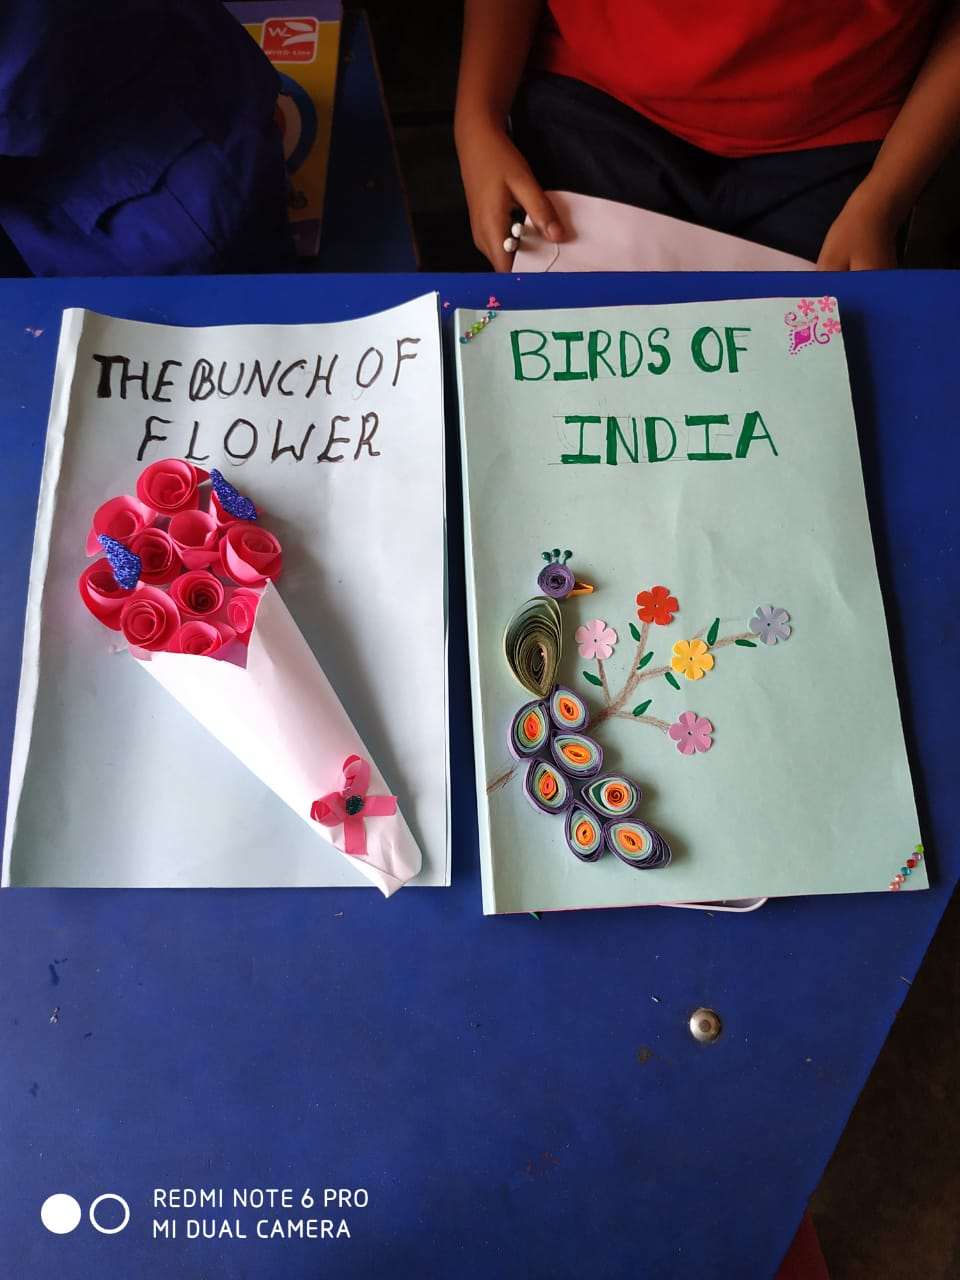 THE BUNCH OF
FLOWER
BIRDS OF
INDIA
REDMI NOTE 6 PRO
MI DUAL CAMERA